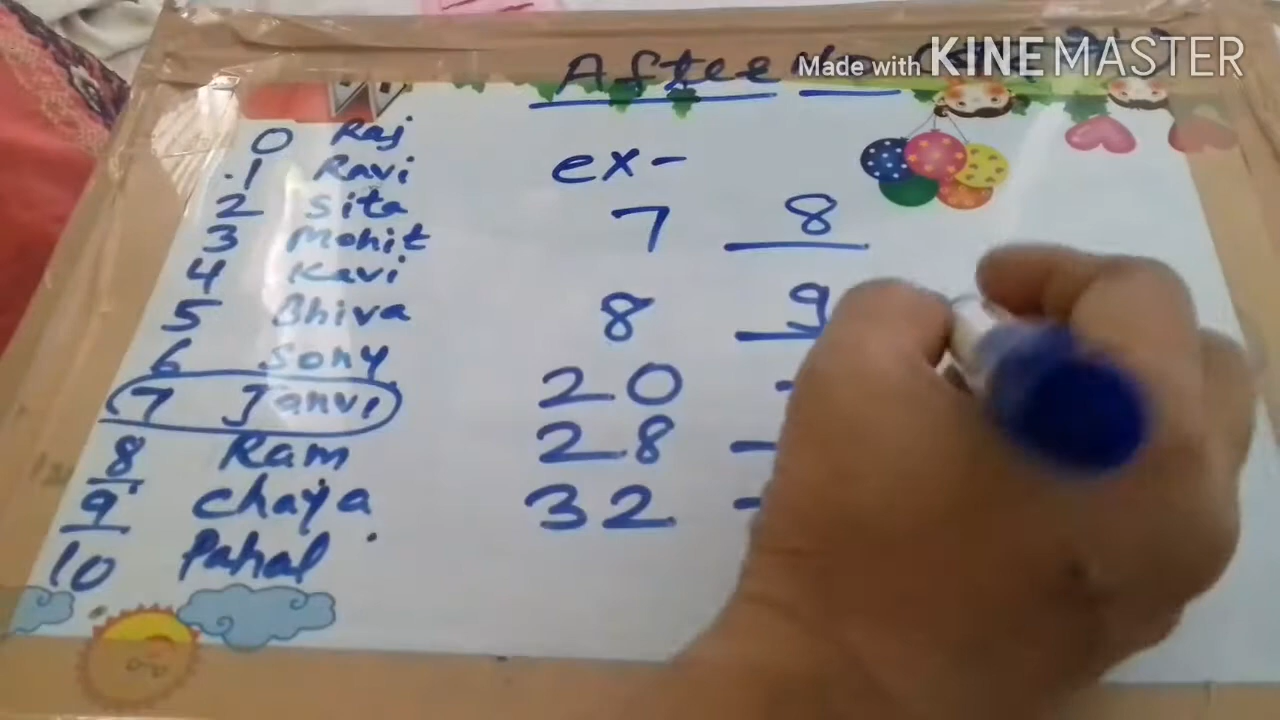 Made with KINEMASTER
After
0 Raj
.1 Ravi
2 Sita
3 Mohit
4 Kavi
5 Shiva
6 Sony
7 Janvi
8 Ram
9 Chaya
10 Pahal
ex-
7 8
8 9
20
28
32